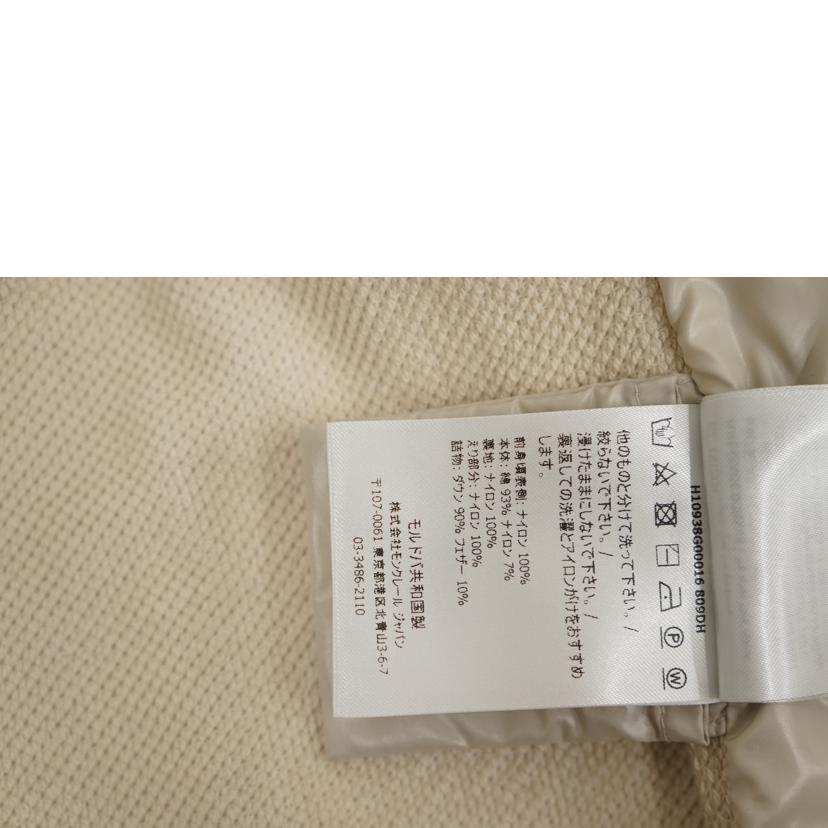 H10938G00016 809DH
他のものと分けて洗って下さい。/
絞らないで下さい。/
浸けたままにしないで下さい。/
裏返しての洗濯とアイロンがけをおすすめ
します。
前身頃表側: ナイロン 100%
本体: 綿 93% ナイロン 7%
裏地: ナイロン 100%
えり部分: ナイロン 100%
詰物: ダウン 90% フェザー 10%
モルドバ共和国製
株式会社モンクレール ジャパン
〒107-0061 東京都港区北青山3-6-7
03-3486-2110